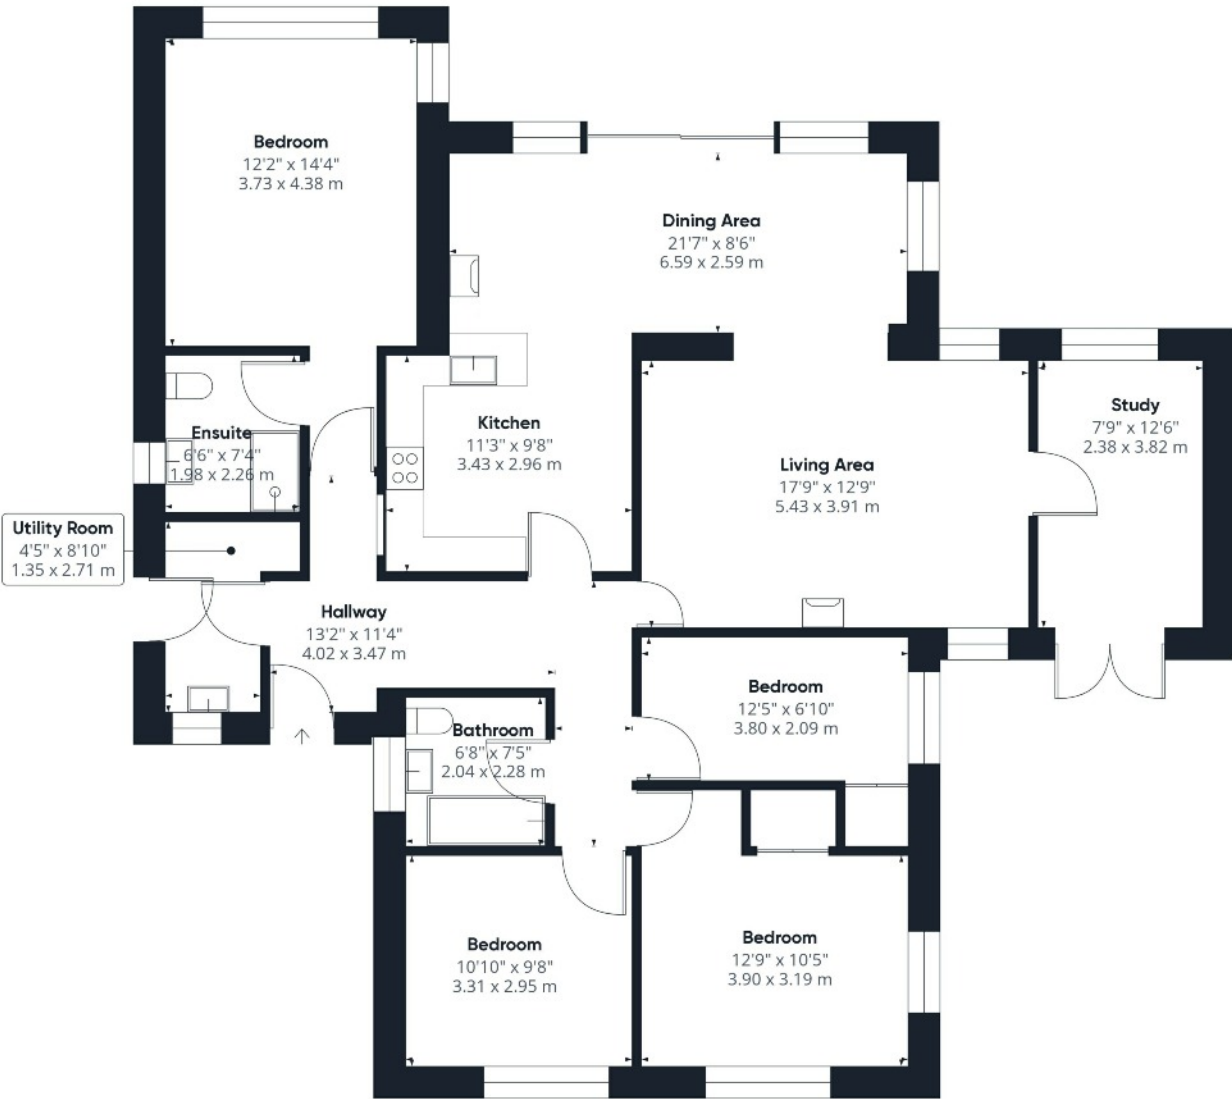 Bedroom
12'2" x 14'4"
3.73 x 4.38 m
Dining Area
21'7" x 8'6"
6.59 x 2.59 m
Ensuite
6'6" x 7'4"
1.98 x 2.26 m
Kitchen
11'3" x 9'8"
3.43 x 2.96 m
Living Area
17'9" x 12'9"
5.43 x 3.91 m
Study
7'9" x 12'6"
2.38 x 3.82 m
Utility Room
4'5" x 8'10"
1.35 x 2.71 m
Hallway
13'2" x 11'4"
4.02 x 3.47 m
Bathroom
6'8" x 7'5"
2.04 x 2.28 m
Bedroom
12'5" x 6'10"
3.80 x 2.09 m
Bedroom
10'10" x 9'8"
3.31 x 2.95 m
Bedroom
12'9" x 10'5"
3.90 x 3.19 m